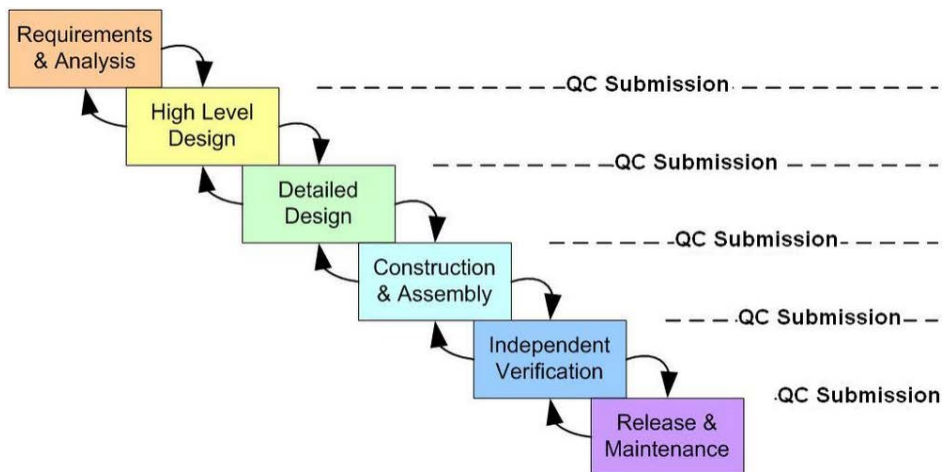 Requirements
& Analysis
QC Submission
High Level
Design
QC Submission
Detailed
Design
QC Submission
Construction
& Assembly
QC Submission
Independent
Verification
QC Submission
Release &
Maintenance